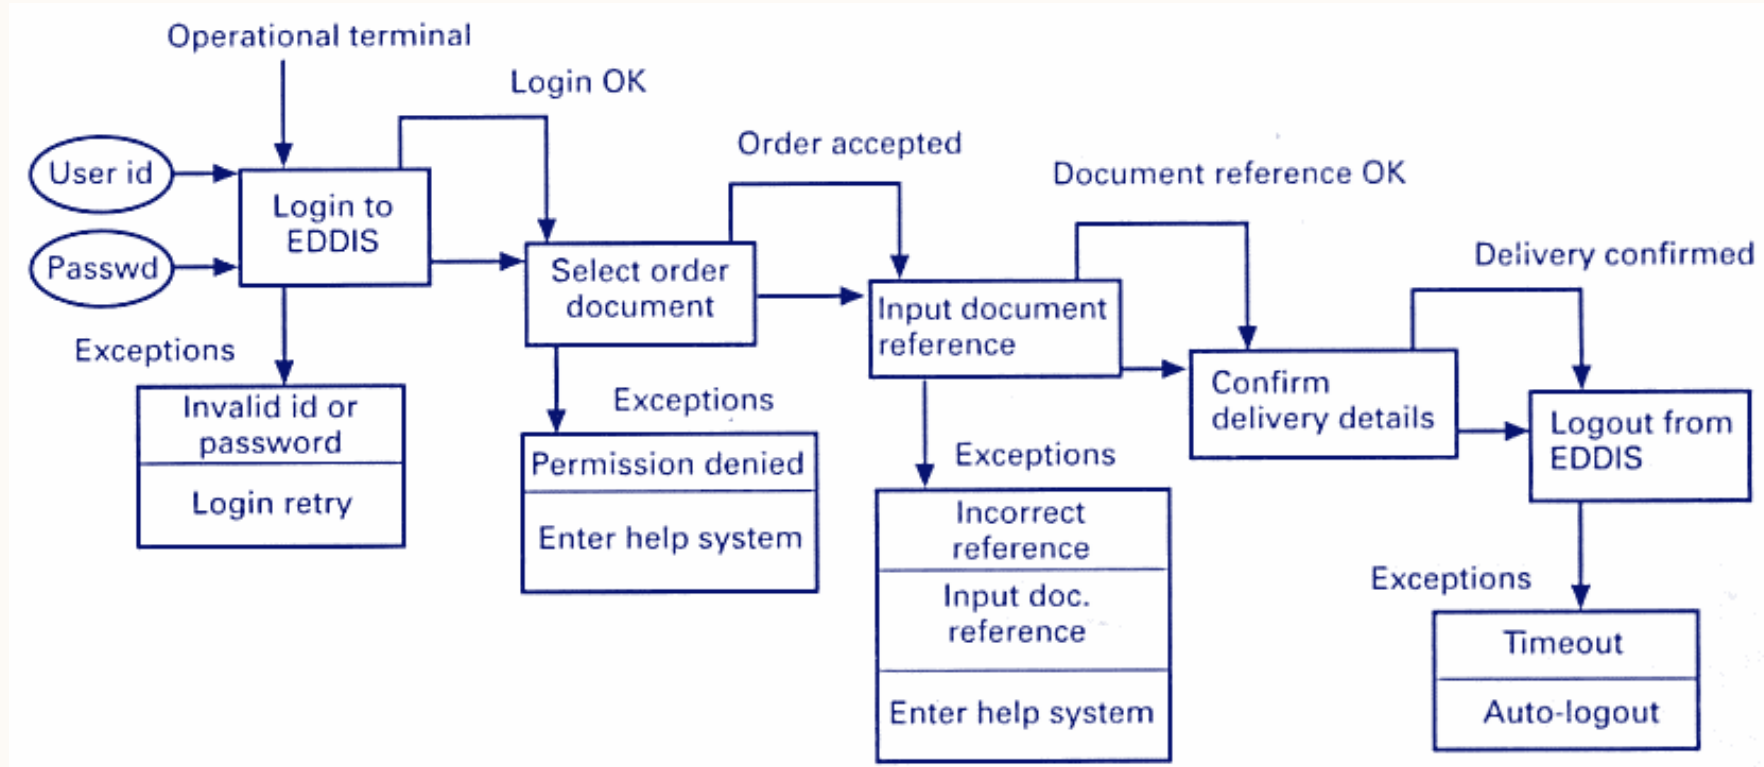 Operational terminal
Login OK
Order accepted
Document reference OK
Delivery confirmed
User id
Passwd
Login to
EDDIS
Select order
document
Input document
reference
Confirm
delivery details
Logout from
EDDIS
Exceptions
Invalid id or
password
Login retry
Exceptions
Permission denied
Enter help system
Exceptions
Incorrect
reference
Input doc.
reference
Enter help system
Exceptions
Timeout
Auto-logout